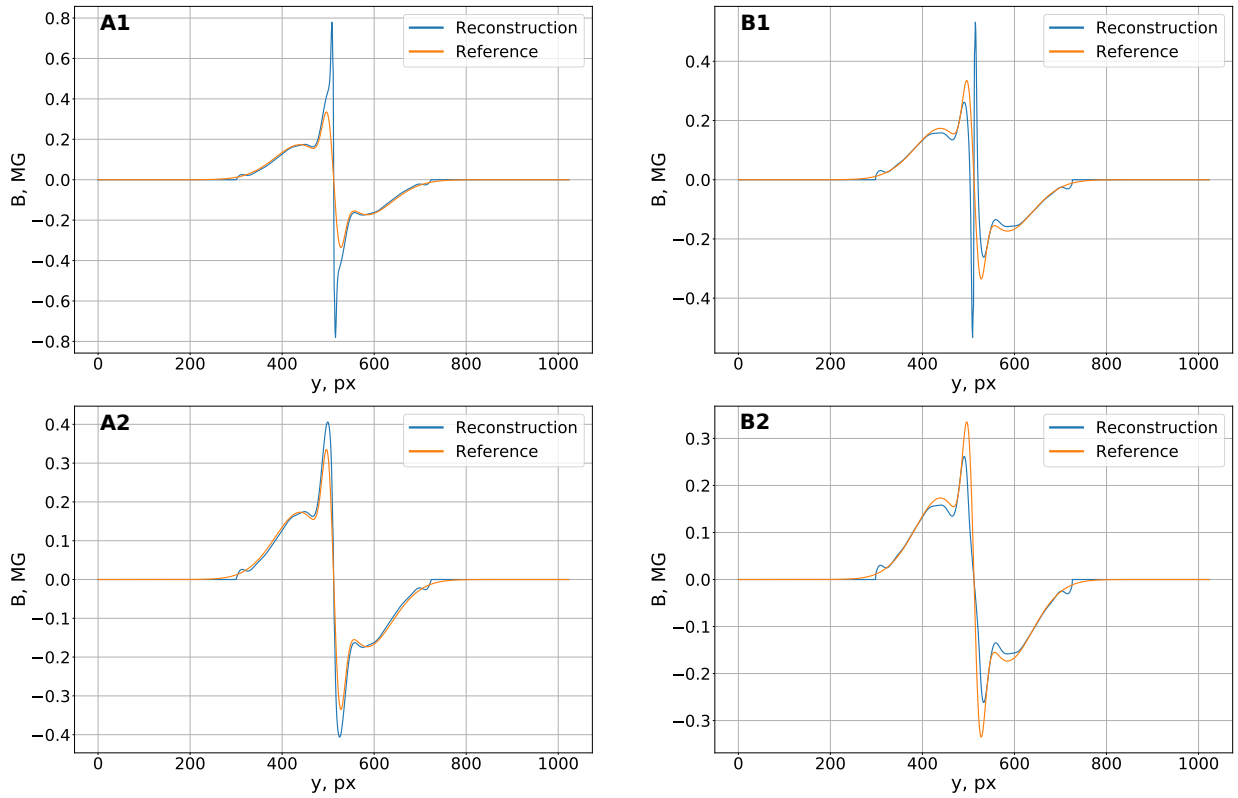 A1
Reconstruction
Reference
B, MG
0.8
0.6
0.4
0.2
0.0
−0.2
−0.4
−0.6
−0.8
0 200 400 600 800 1000
y, px
B1
Reconstruction
Reference
B, MG
0.4
0.2
0.0
−0.2
−0.4
0 200 400 600 800 1000
y, px
A2
Reconstruction
Reference
B, MG
0.4
0.3
0.2
0.1
0.0
−0.1
−0.2
−0.3
−0.4
0 200 400 600 800 1000
y, px
B2
Reconstruction
Reference
B, MG
0.3
0.2
0.1
0.0
−0.1
−0.2
−0.3
0 200 400 600 800 1000
y, px